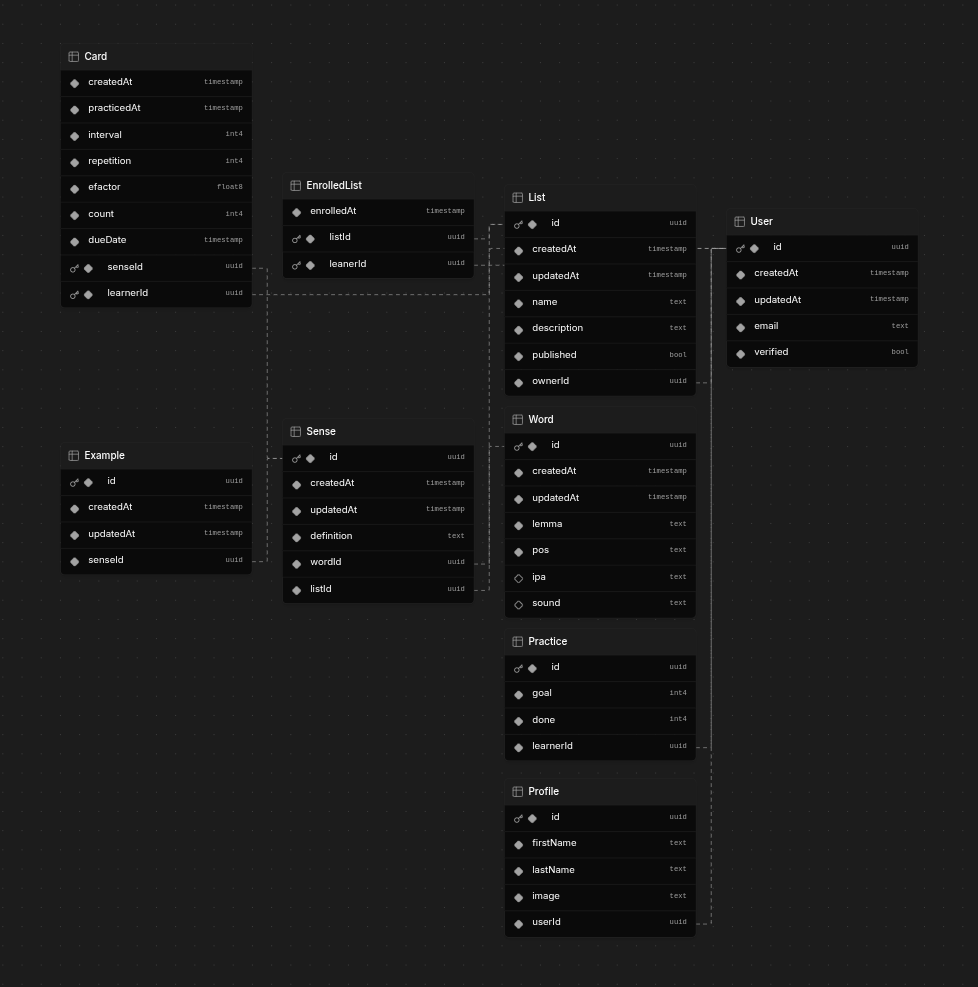 Card
createdAt timestamp
practicedAt timestamp
interval int4
repetition int4
efactor float8
count int4
dueDate timestamp
senseId uuid
learnerId uuid
EnrolledList
enrolledAt timestamp
listId uuid
leanerId uuid
List
id uuid
createdAt timestamp
updatedAt timestamp
name text
description text
published bool
ownerId uuid
User
id uuid
createdAt timestamp
updatedAt timestamp
email text
verified bool
Example
id uuid
createdAt timestamp
updatedAt timestamp
senseId uuid
Sense
id uuid
createdAt timestamp
updatedAt timestamp
definition text
wordId uuid
listId uuid
Word
id uuid
createdAt timestamp
updatedAt timestamp
lemma text
pos text
ipa text
sound text
Practice
id uuid
goal int4
done int4
learnerId uuid
Profile
id uuid
firstName text
lastName text
image text
userId uuid